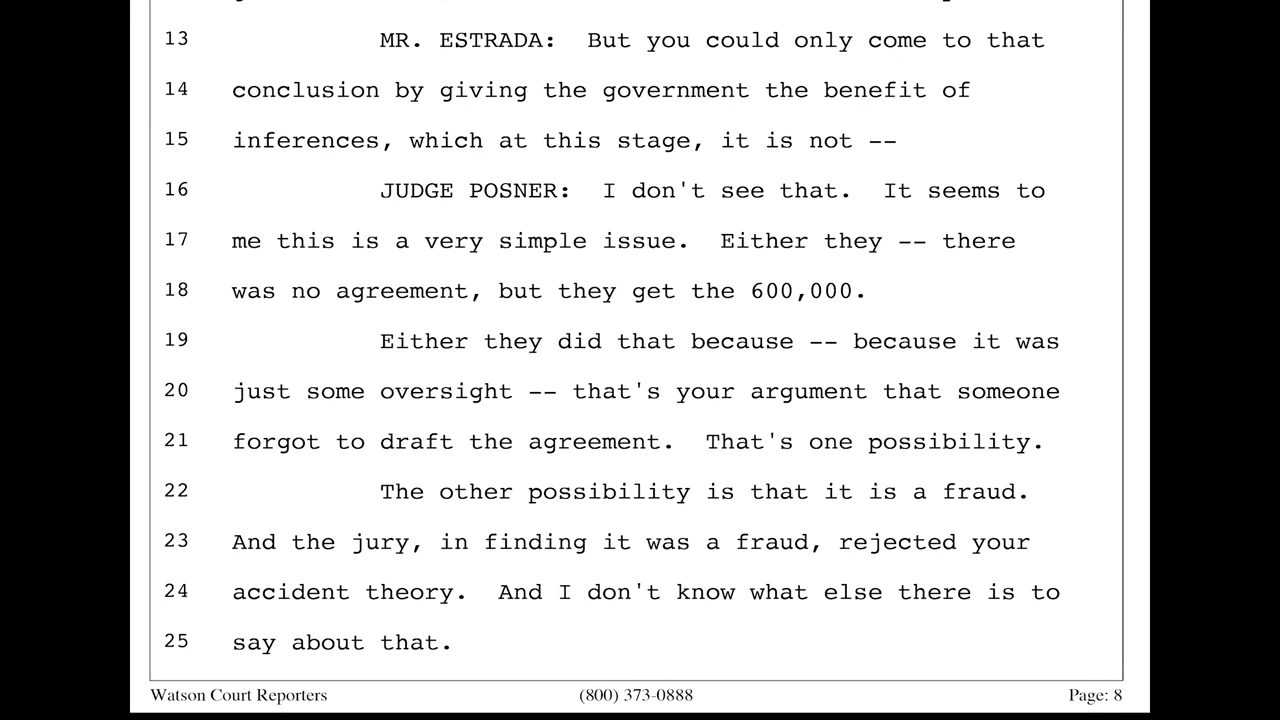 13 MR. ESTRADA: But you could only come to that
14 conclusion by giving the government the benefit of
15 inferences, which at this stage, it is not --
16 JUDGE POSNER: I don't see that. It seems to
17 me this is a very simple issue. Either they -- there
18 was no agreement, but they get the 600,000.
19 Either they did that because -- because it was
20 just some oversight -- that's your argument that someone
21 forgot to draft the agreement. That's one possibility.
22 The other possibility is that it is a fraud.
23 And the jury, in finding it was a fraud, rejected your
24 accident theory. And I don't know what else there is to
25 say about that.
Watson Court Reporters (800) 373-0888 Page: 8